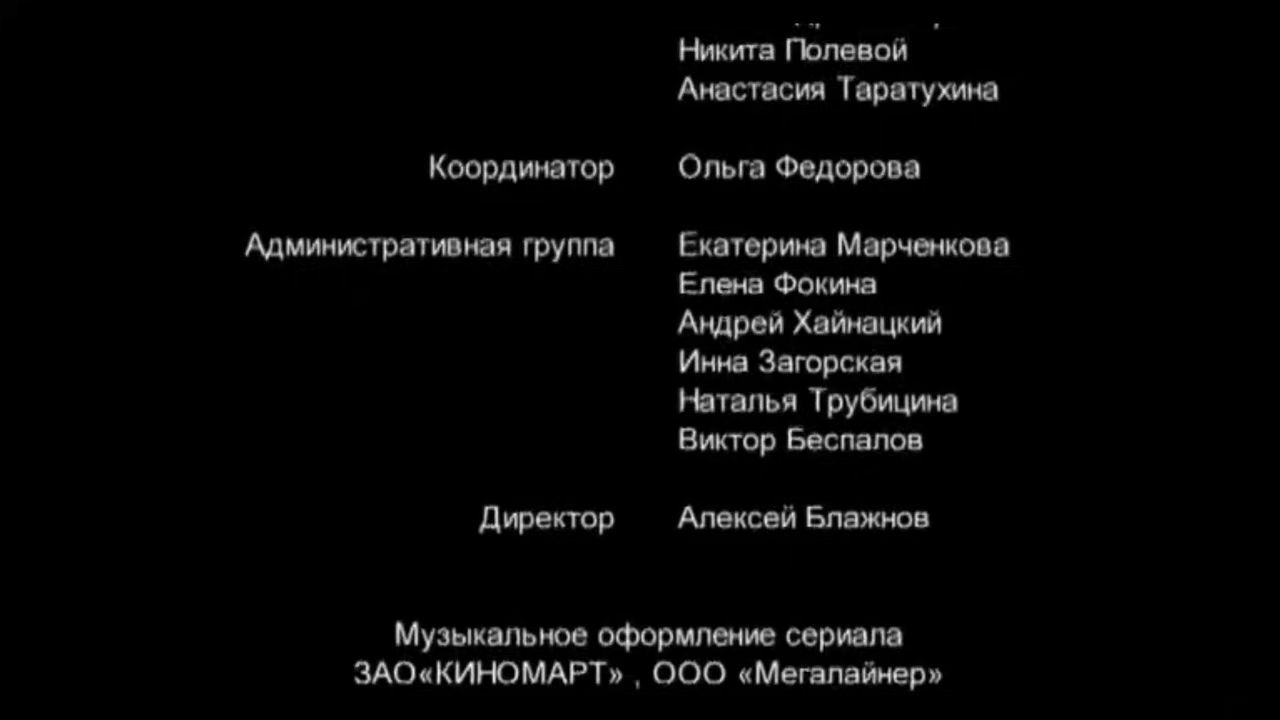 Никита Полевой
Анастасия Таратухина
Координатор Ольга Федорова
Административная группа Екатерина Марченкова
Елена Фокина
Андрей Хайнацкий
Инна Загорская
Наталья Трубицина
Виктор Беспалов
Директор Алексей Блажнов
Музыкальное оформление сериала
ЗАО«КИНОМАРТ» , ООО «Мегалайнер»